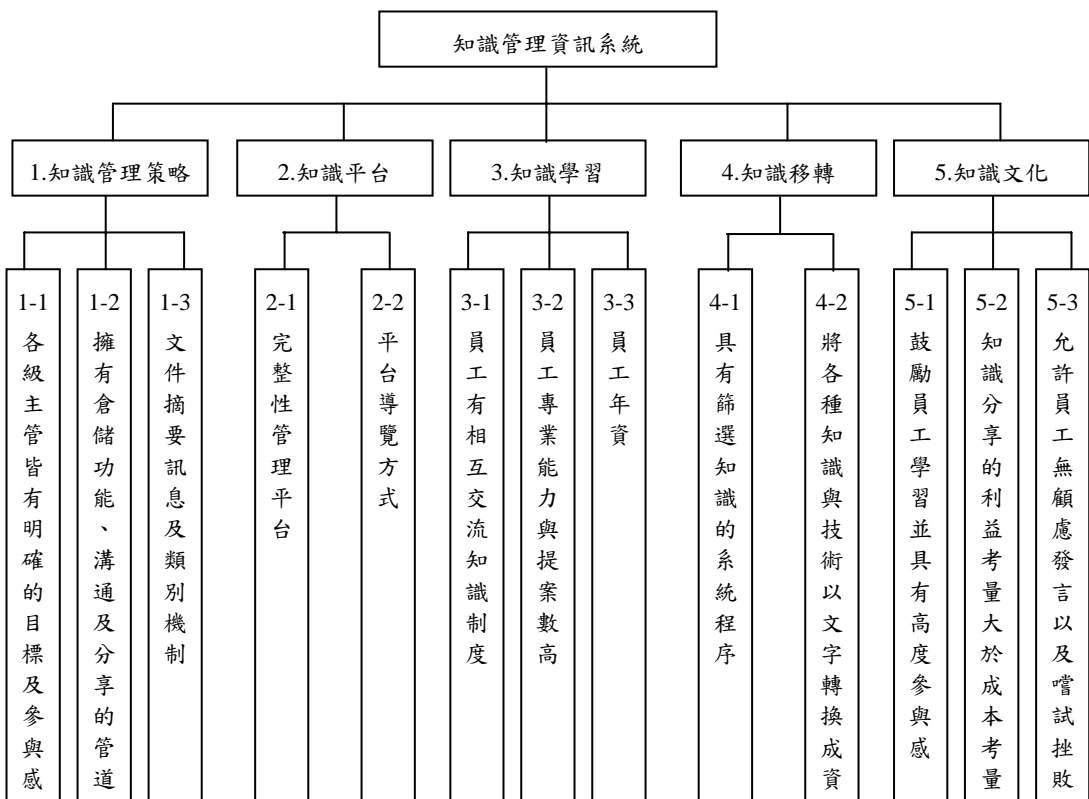 知識管理資訊系統
1.知識管理策略
2.知識平台
3.知識學習
4.知識移轉
5.知識文化
1-1
各級主管皆有明確的目標及參與感
1-2
擁有倉儲功能、溝通及分享的管道
1-3
文件摘要訊息及類別機制
2-1
完整性管理平台
2-2
平台導覽方式
3-1
員工有相互交流知識制度
3-2
員工專業能力與提案數高
3-3
員工年資
4-1
具有篩選知識的系統程序
4-2
將各種知識與技術以文字轉換成資
5-1
鼓勵員工學習並具有高度參與感
5-2
知識分享的利益考量大於成本考量
5-3
允許員工無顧慮發言以及嚐試挫敗